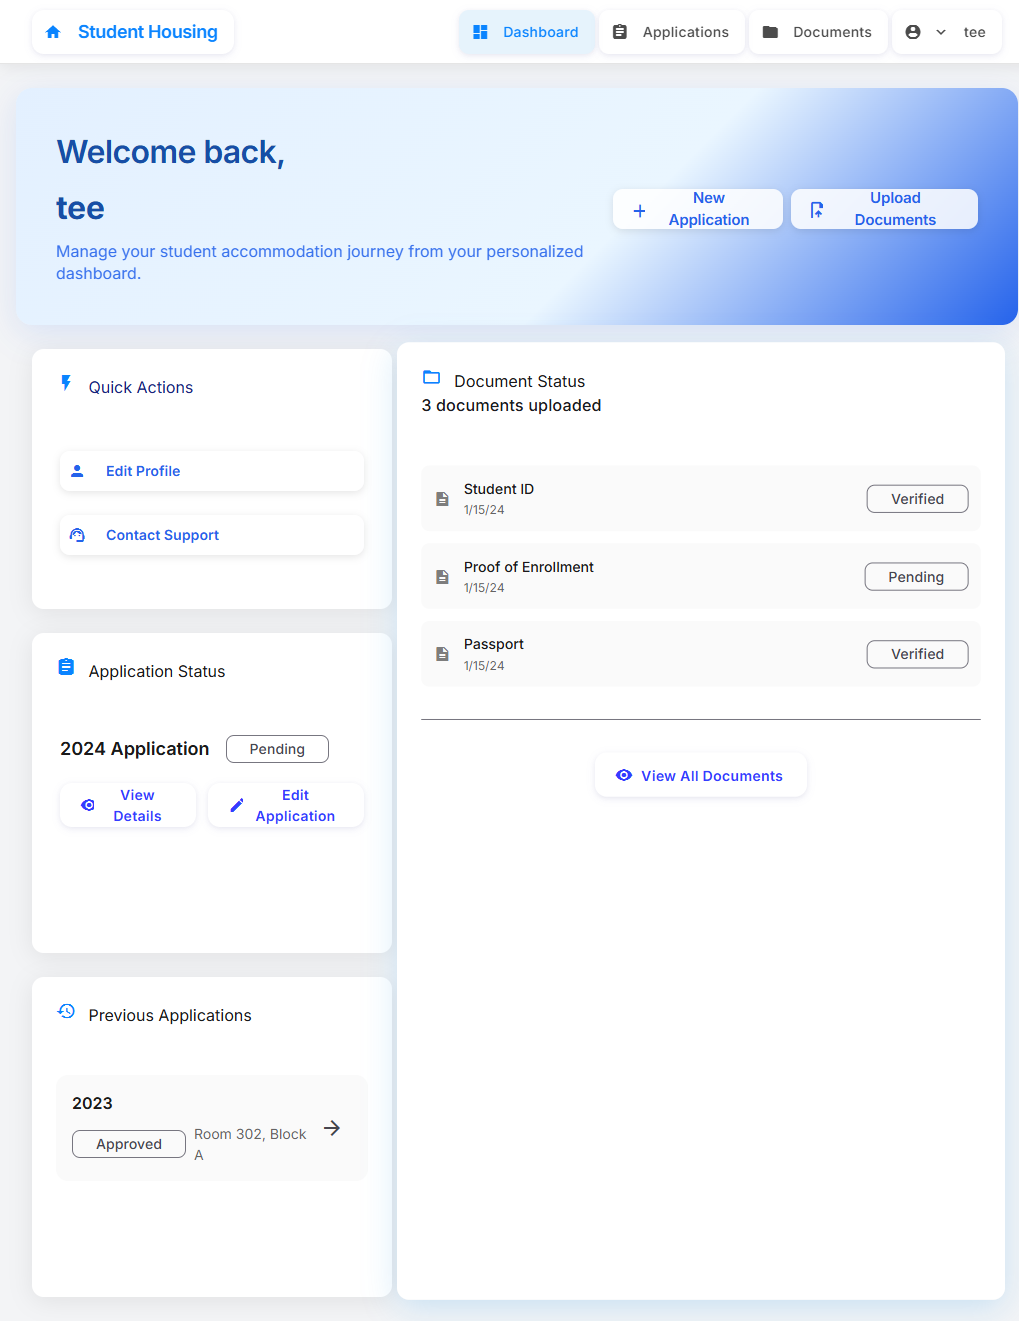 Student Housing
Dashboard
Applications
Documents
tee
Welcome back,
tee
Manage your student accommodation journey from your personalized
dashboard.
New
Application
Upload
Documents
Quick Actions
Edit Profile
Contact Support
Application Status
2024 Application
Pending
View
Details
Edit
Application
Previous Applications
2023
Approved
Room 302, Block
A
Document Status
3 documents uploaded
Student ID
1/15/24
Verified
Proof of Enrollment
1/15/24
Pending
Passport
1/15/24
Verified
View All Documents